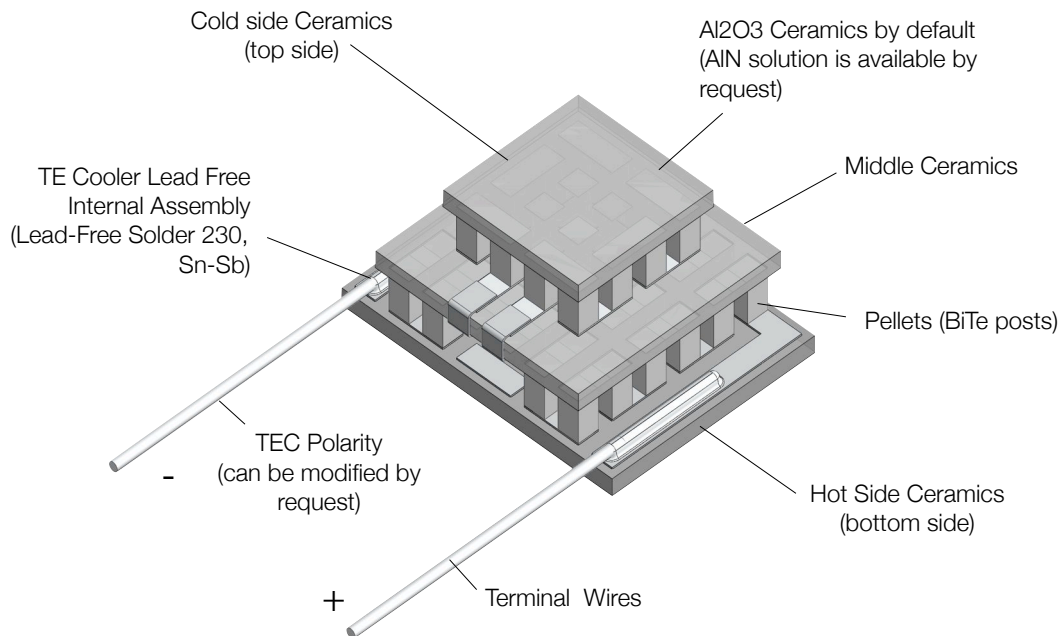 Cold side Ceramics
(top side)
Al2O3 Ceramics by default
(AlN solution is available by
request)
Middle Ceramics
TE Cooler Lead Free
Internal Assembly
(Lead-Free Solder 230,
Sn-Sb)
Pellets (BiTe posts)
TEC Polarity
(can be modified by
request)
-
Hot Side Ceramics
(bottom side)
+
Terminal Wires